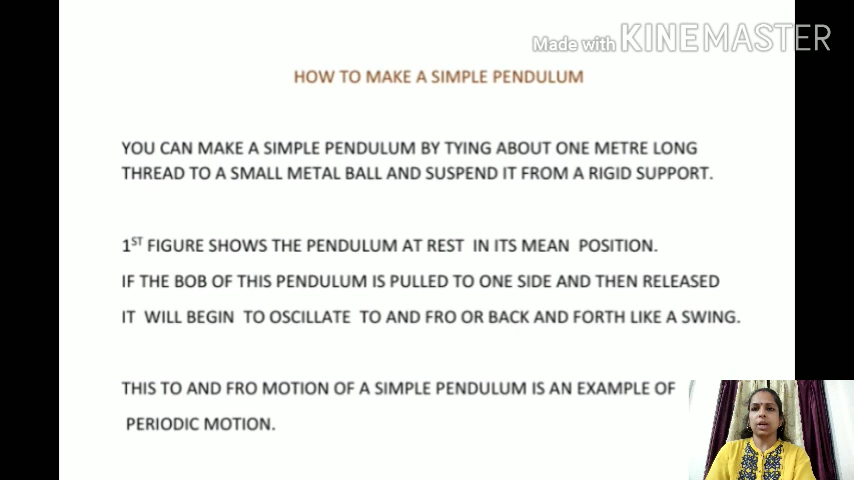 Made with KINEMASTER
HOW TO MAKE A SIMPLE PENDULUM
YOU CAN MAKE A SIMPLE PENDULUM BY TYING ABOUT ONE METRE LONG
THREAD TO A SMALL METAL BALL AND SUSPEND IT FROM A RIGID SUPPORT.
1ST FIGURE SHOWS THE PENDULUM AT REST IN ITS MEAN POSITION.
IF THE BOB OF THIS PENDULUM IS PULLED TO ONE SIDE AND THEN RELEASED
IT WILL BEGIN TO OSCILLATE TO AND FRO OR BACK AND FORTH LIKE A SWING.
THIS TO AND FRO MOTION OF A SIMPLE PENDULUM IS AN EXAMPLE OF
PERIODIC MOTION.